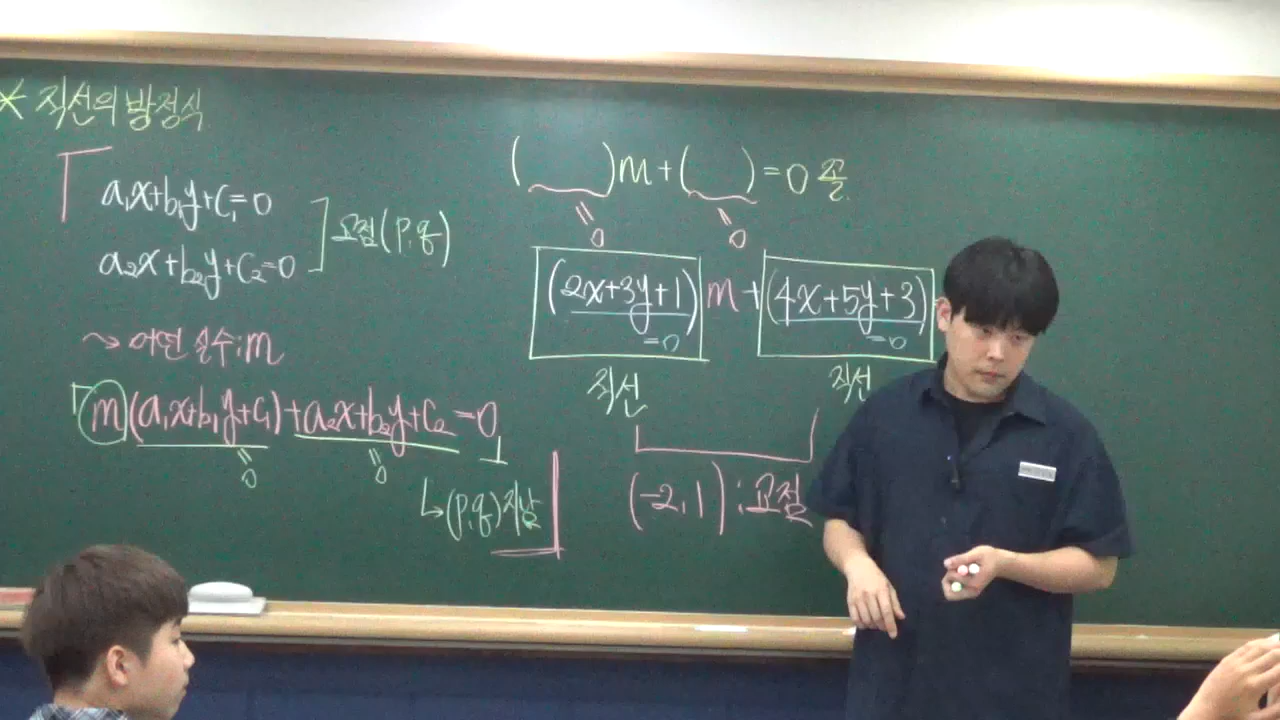 * 직선의 방정식
a₁x+b₁y+c₁=0
a₂x+b₂y+c₂=0
교점(p,q)
~> 어떤 실수:m
m(a₁x+b₁y+c₁)+a₂x+b₂y+c₂=0
=0 =0
↳(p,q)지남
( )m+( )=0 꼴
=0 =0
(2x+3y+1)m+(4x+5y+3)
=0 =0
직선 직선
(-2,1):교점